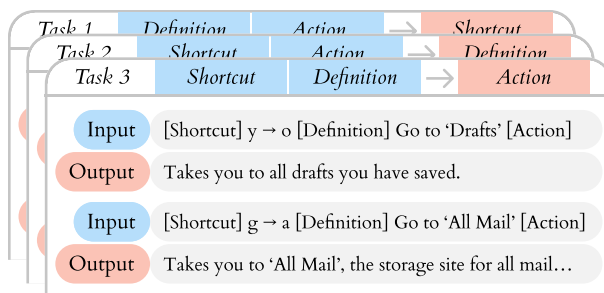 Task 1 Definition Action → Shortcut
Task 2 Shortcut Action → Definition
Task 3 Shortcut Definition → Action
Input [Shortcut] y → o [Definition] Go to ‘Drafts’ [Action]
Output Takes you to all drafts you have saved.
Input [Shortcut] g → a [Definition] Go to ‘All Mail’ [Action]
Output Takes you to ‘All Mail’, the storage site for all mail…